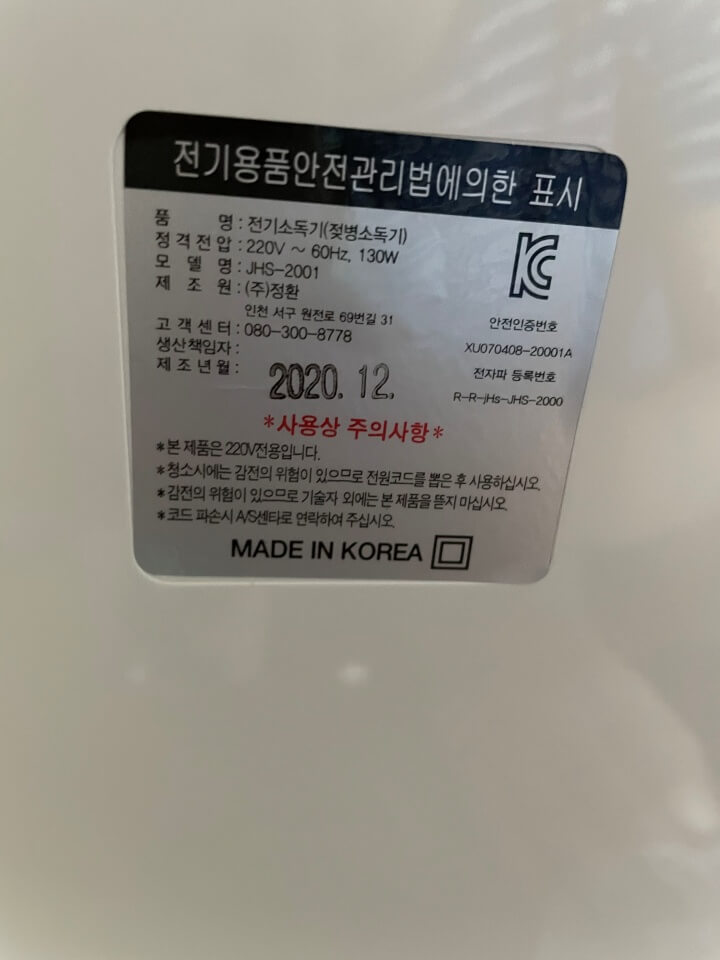 전기용품안전관리법에의한 표시
품 명 : 전기소독기(젖병소독기)
정격전압 : 220V ~ 60Hz, 130W
모 델 명 : JHS-2001
제 조 원 : (주)정환
인천 서구 원전로 69번길 31
고객센터 : 080-300-8778
생산책임자 :
제조년월 : 2020. 12.
KC
안전인증번호
XU070408-20001A
전자파 등록번호
R-R-jHs-JHS-2000
*사용상 주의사항*
*본 제품은 220V전용입니다.
*청소시에는 감전의 위험이 있으므로 전원코드를 뽑은 후 사용하십시오.
*감전의 위험이 있으므로 기술자 외에는 본 제품을 뜯지 마십시오.
*코드 파손시 A/S센타로 연락하여 주십시오.
MADE IN KOREA